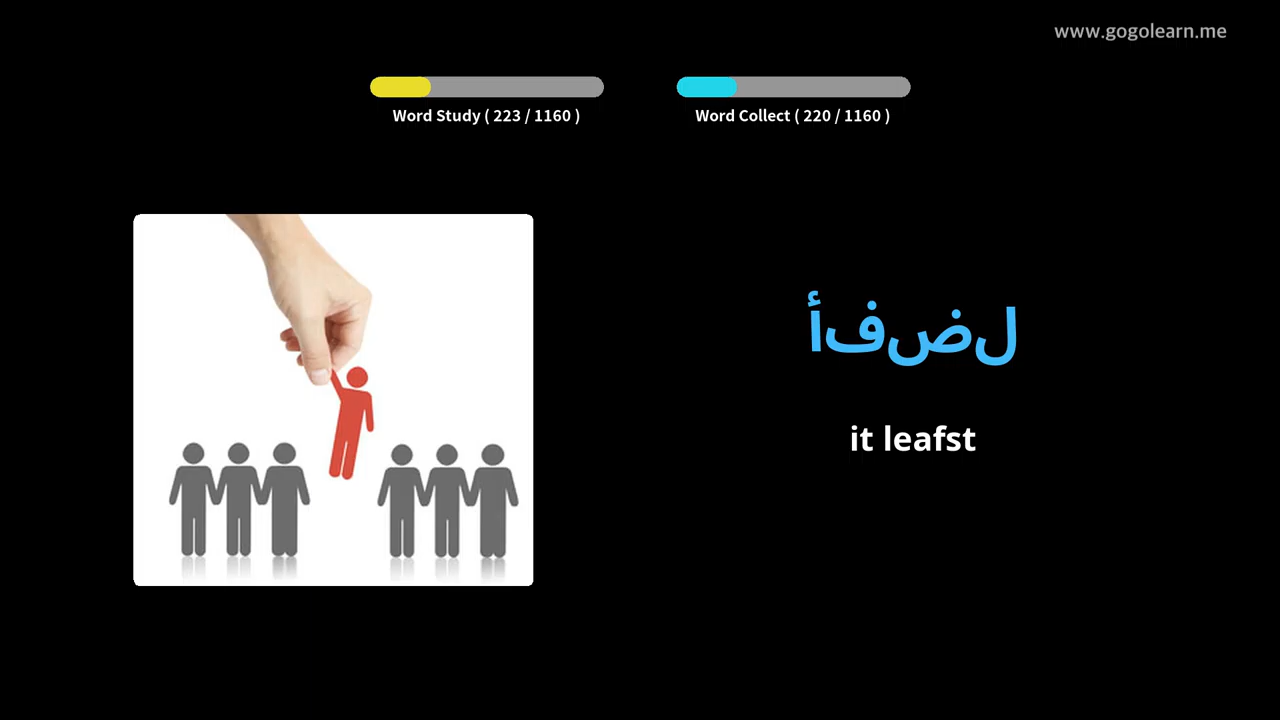 www.gogolearn.me
Word Study ( 223 / 1160 )
Word Collect ( 220 / 1160 )
لضفأ
it leafst